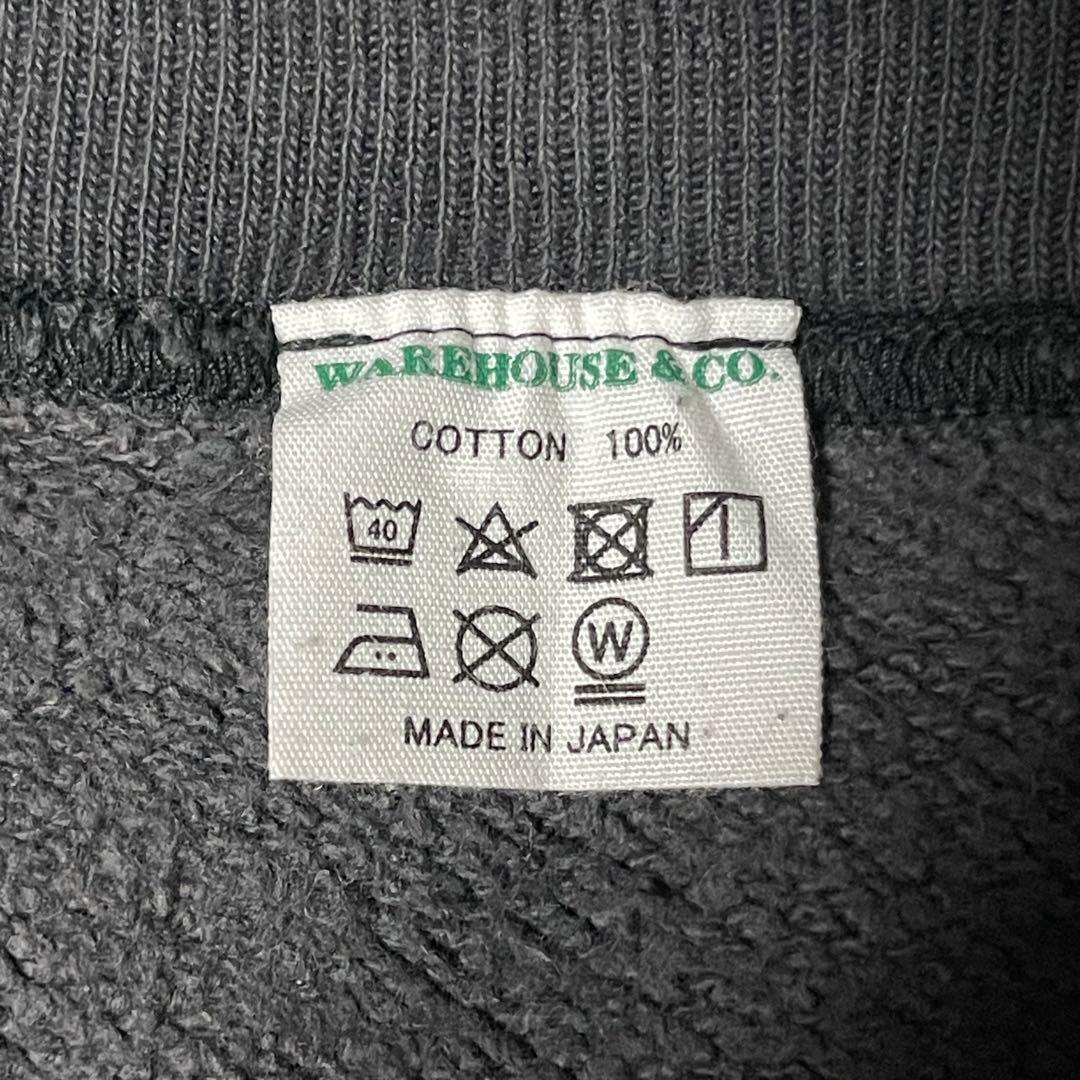 WAREHOUSE & CO.
COTTON 100%
40
W
MADE IN JAPAN